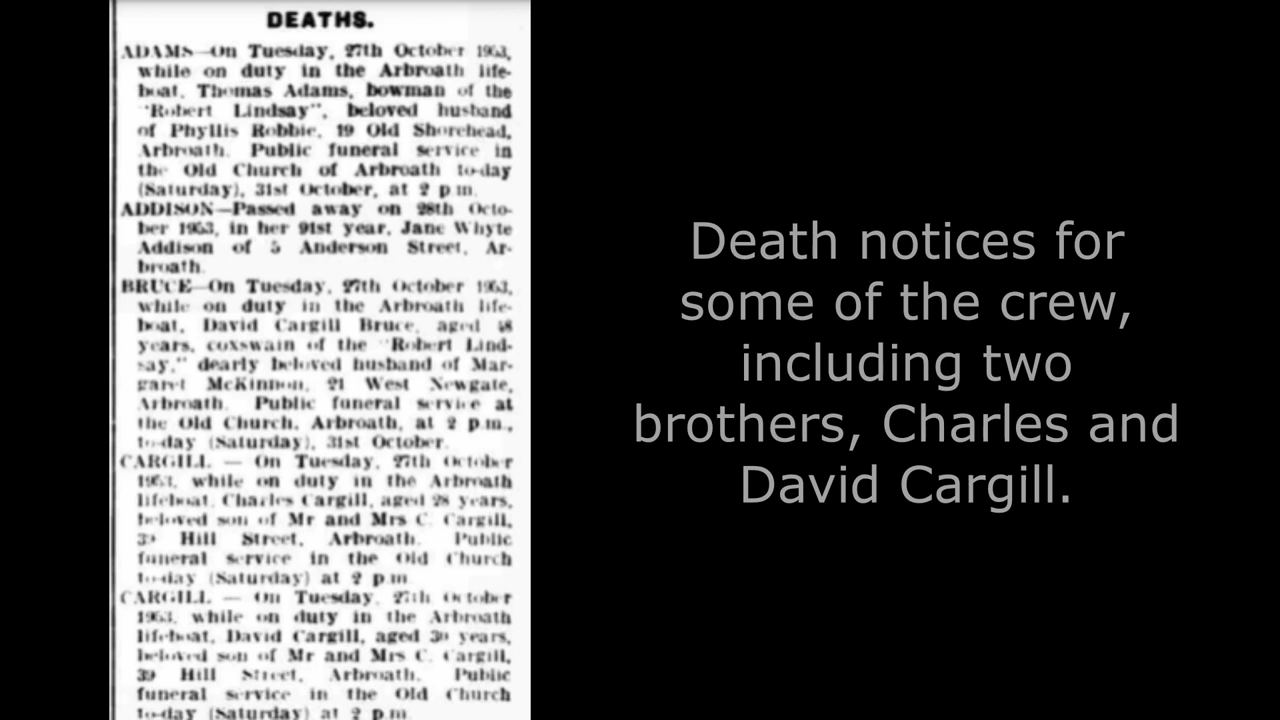 DEATHS.
ADAMS—On Tuesday, 27th October 1953,
while on duty in the Arbroath life-
boat, Thomas Adams, bowman of the
"Robert Lindsay", beloved husband
of Phyllis Robbie, 19 Old Shorehead,
Arbroath. Public funeral service in
the Old Church of Arbroath to-day
(Saturday), 31st October, at 2 p.m.
ADDISON—Passed away on 28th Octo-
ber 1953, in her 91st year, Jane Whyte
Addison of 5 Anderson Street, Ar-
broath.
BRUCE—On Tuesday, 27th October 1953,
while on duty in the Arbroath life-
boat, David Cargill Bruce, aged 48
years, coxswain of the "Robert Lind-
say," dearly beloved husband of Mar-
garet McKinnon, 21 West Newgate,
Arbroath. Public funeral service at
the Old Church, Arbroath, at 2 p.m.,
to-day (Saturday), 31st October.
CARGILL — On Tuesday, 27th October
1953, while on duty in the Arbroath
lifeboat, Charles Cargill, aged 28 years,
beloved son of Mr and Mrs C. Cargill,
39 Hill Street, Arbroath. Public
funeral service in the Old Church
to-day (Saturday) at 2 p.m.
CARGILL — On Tuesday, 27th October
1953, while on duty in the Arbroath
lifeboat, David Cargill, aged 30 years,
beloved son of Mr and Mrs C. Cargill,
39 Hill Street, Arbroath. Public
funeral service in the Old Church
to-day (Saturday) at 2 p.m.
Death notices for
some of the crew,
including two
brothers, Charles and
David Cargill.